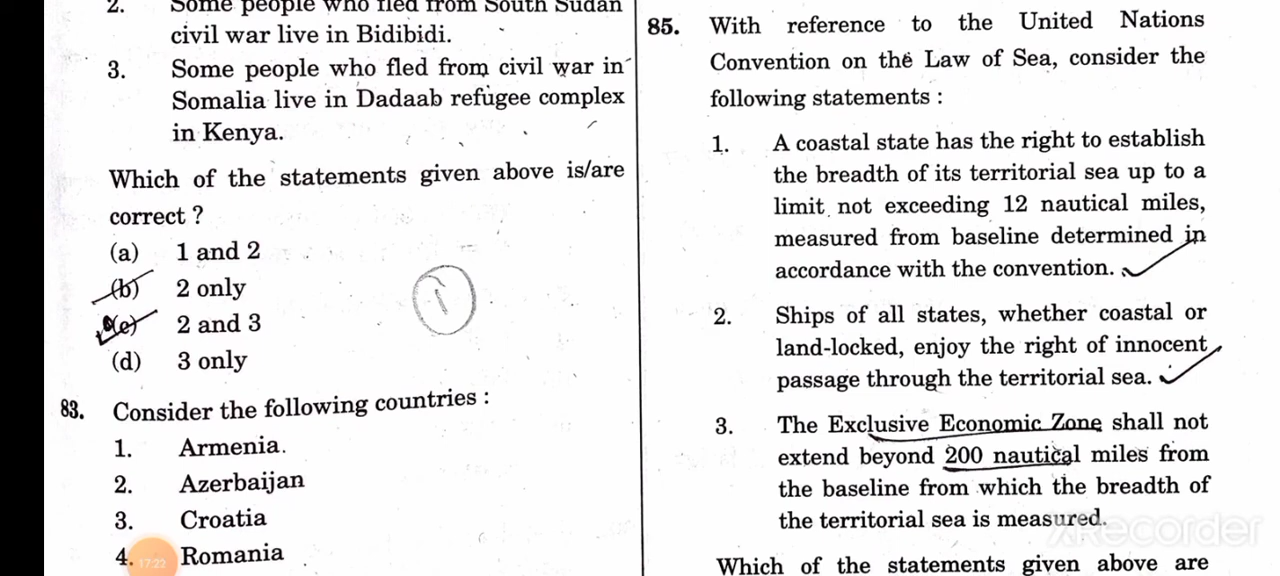 2. Some people who fled from South Sudan
civil war live in Bidibidi.
3. Some people who fled from civil war in
Somalia live in Dadaab refugee complex
in Kenya.
Which of the statements given above is/are
correct ?
(a) 1 and 2
(b) 2 only
(c) 2 and 3
(d) 3 only
83. Consider the following countries :
1. Armenia.
2. Azerbaijan
3. Croatia
4. Romania
17:22
1
85. With reference to the United Nations
Convention on the Law of Sea, consider the
following statements :
1. A coastal state has the right to establish
the breadth of its territorial sea up to a
limit not exceeding 12 nautical miles,
measured from baseline determined in
accordance with the convention.
2. Ships of all states, whether coastal or
land-locked, enjoy the right of innocent
passage through the territorial sea.
3. The Exclusive Economic Zone shall not
extend beyond 200 nautical miles from
the baseline from which the breadth of
the territorial sea is measured.
Which of the statements given above are
XRecorder